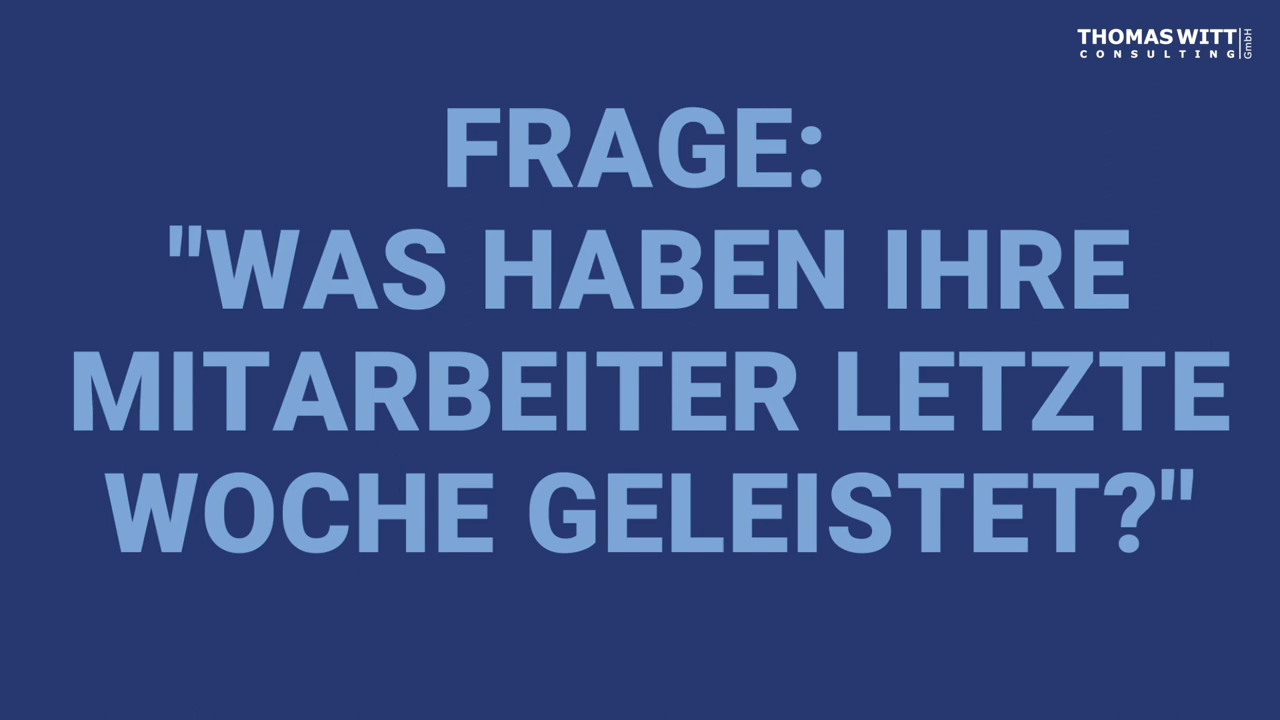 THOMAS WITT
CONSULTING
GmbH
FRAGE:
"WAS HABEN IHRE
MITARBEITER LETZTE
WOCHE GELEISTET?"